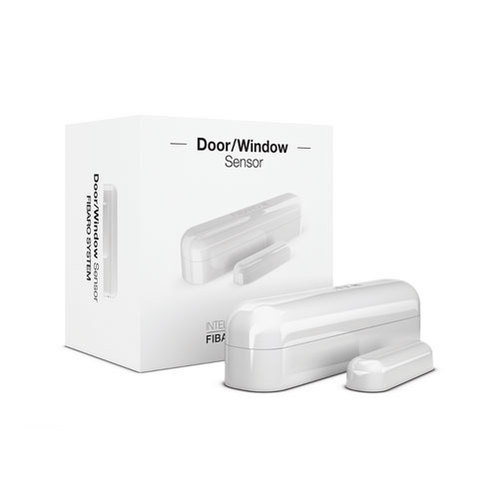 — Door/Window —
Sensor
Door/Window Sensor
FIBARO SYSTEM